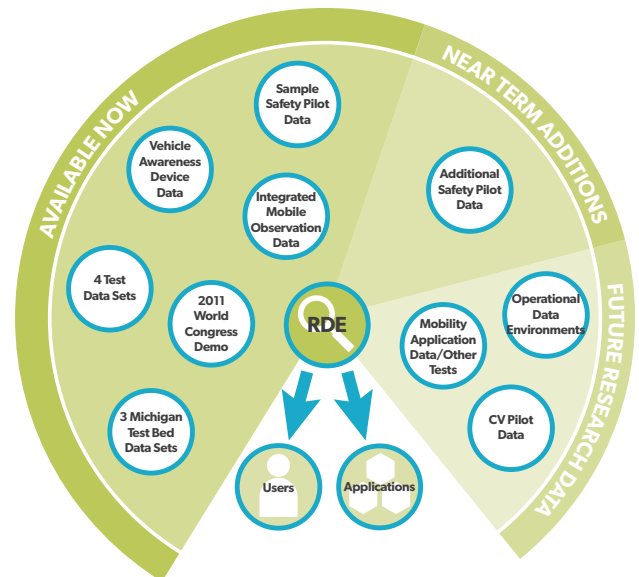 AVAILABLE NOW
NEAR TERM ADDITIONS
FUTURE RESEARCH DATA
Sample
Safety Pilot
Data
Vehicle
Awareness
Device
Data
Integrated
Mobile
Observation
Data
Additional
Safety Pilot
Data
4 Test
Data Sets
2011
World
Congress
Demo
RDE
Mobility
Application
Data/Other
Tests
Operational
Data
Environments
3 Michigan
Test Bed
Data Sets
CV Pilot
Data
Users
Applications